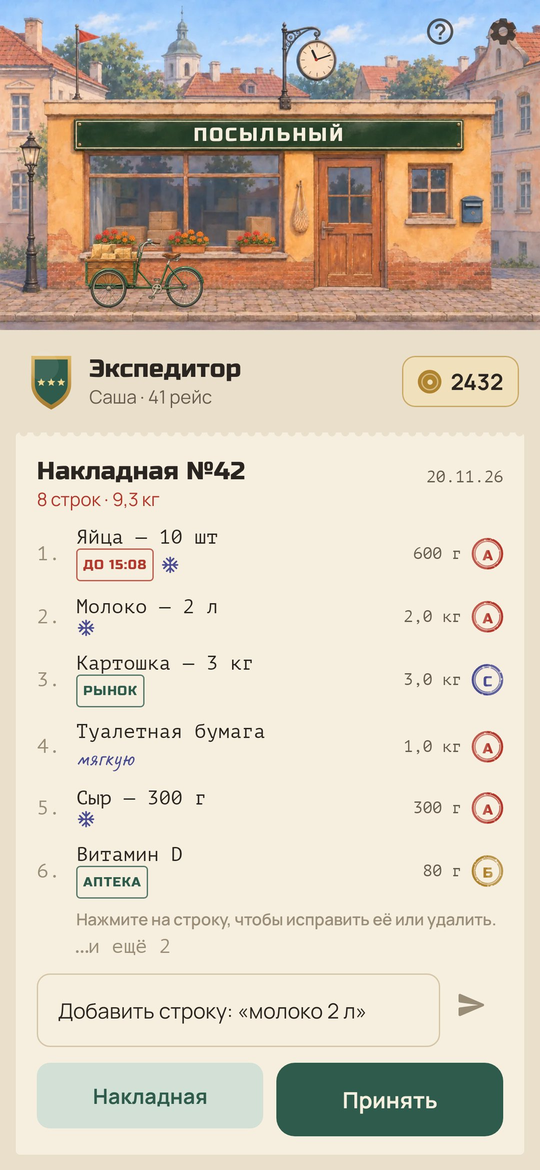 ПОСЫЛЬНЫЙ
Экспедитор
Саша · 41 рейс
2432
Накладная №42
20.11.26
8 строк · 9,3 кг
1. Яйца — 10 шт 600 г А
ДО 15:08
2. Молоко — 2 л 2,0 кг А
3. Картошка — 3 кг 3,0 кг С
РЫНОК
4. Туалетная бумага 1,0 кг А
мягкую
5. Сыр — 300 г 300 г А
6. Витамин D 80 г Б
АПТЕКА
Нажмите на строку, чтобы исправить её или удалить.
…и ещё 2
Добавить строку: «молоко 2 л»
Накладная
Принять